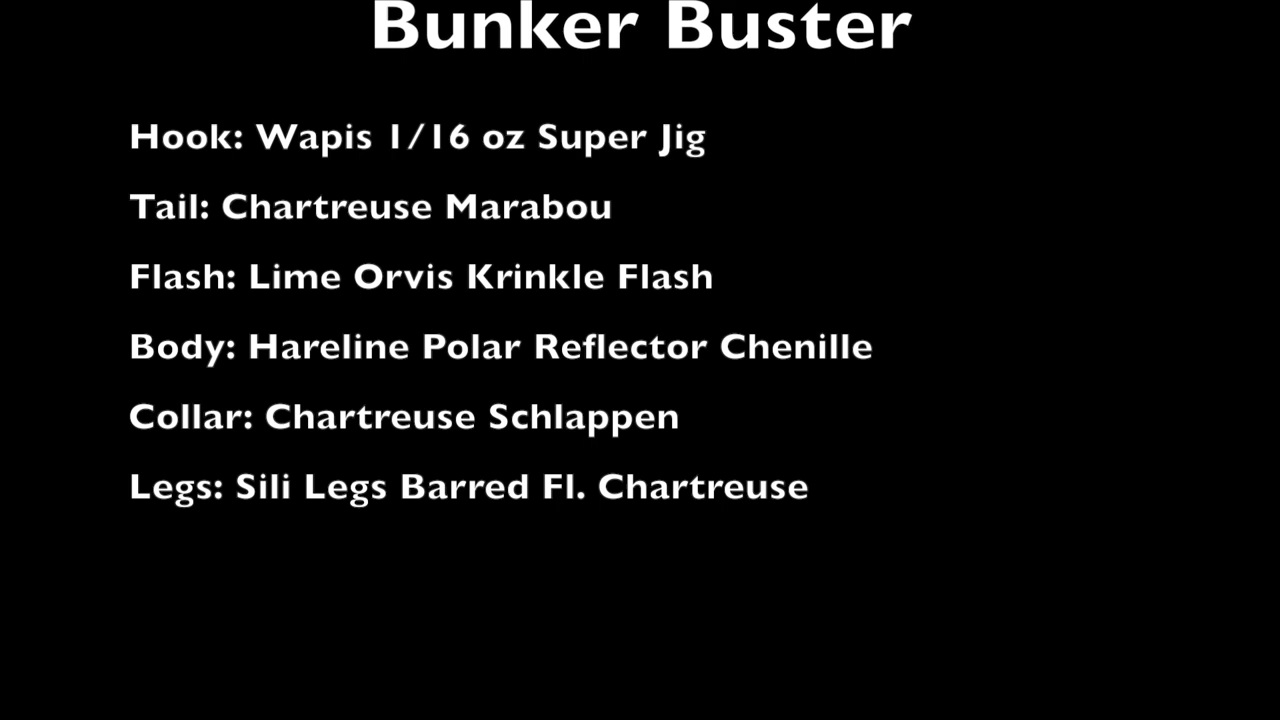 Bunker Buster
Hook: Wapis 1/16 oz Super Jig
Tail: Chartreuse Marabou
Flash: Lime Orvis Krinkle Flash
Body: Hareline Polar Reflector Chenille
Collar: Chartreuse Schlappen
Legs: Sili Legs Barred Fl. Chartreuse